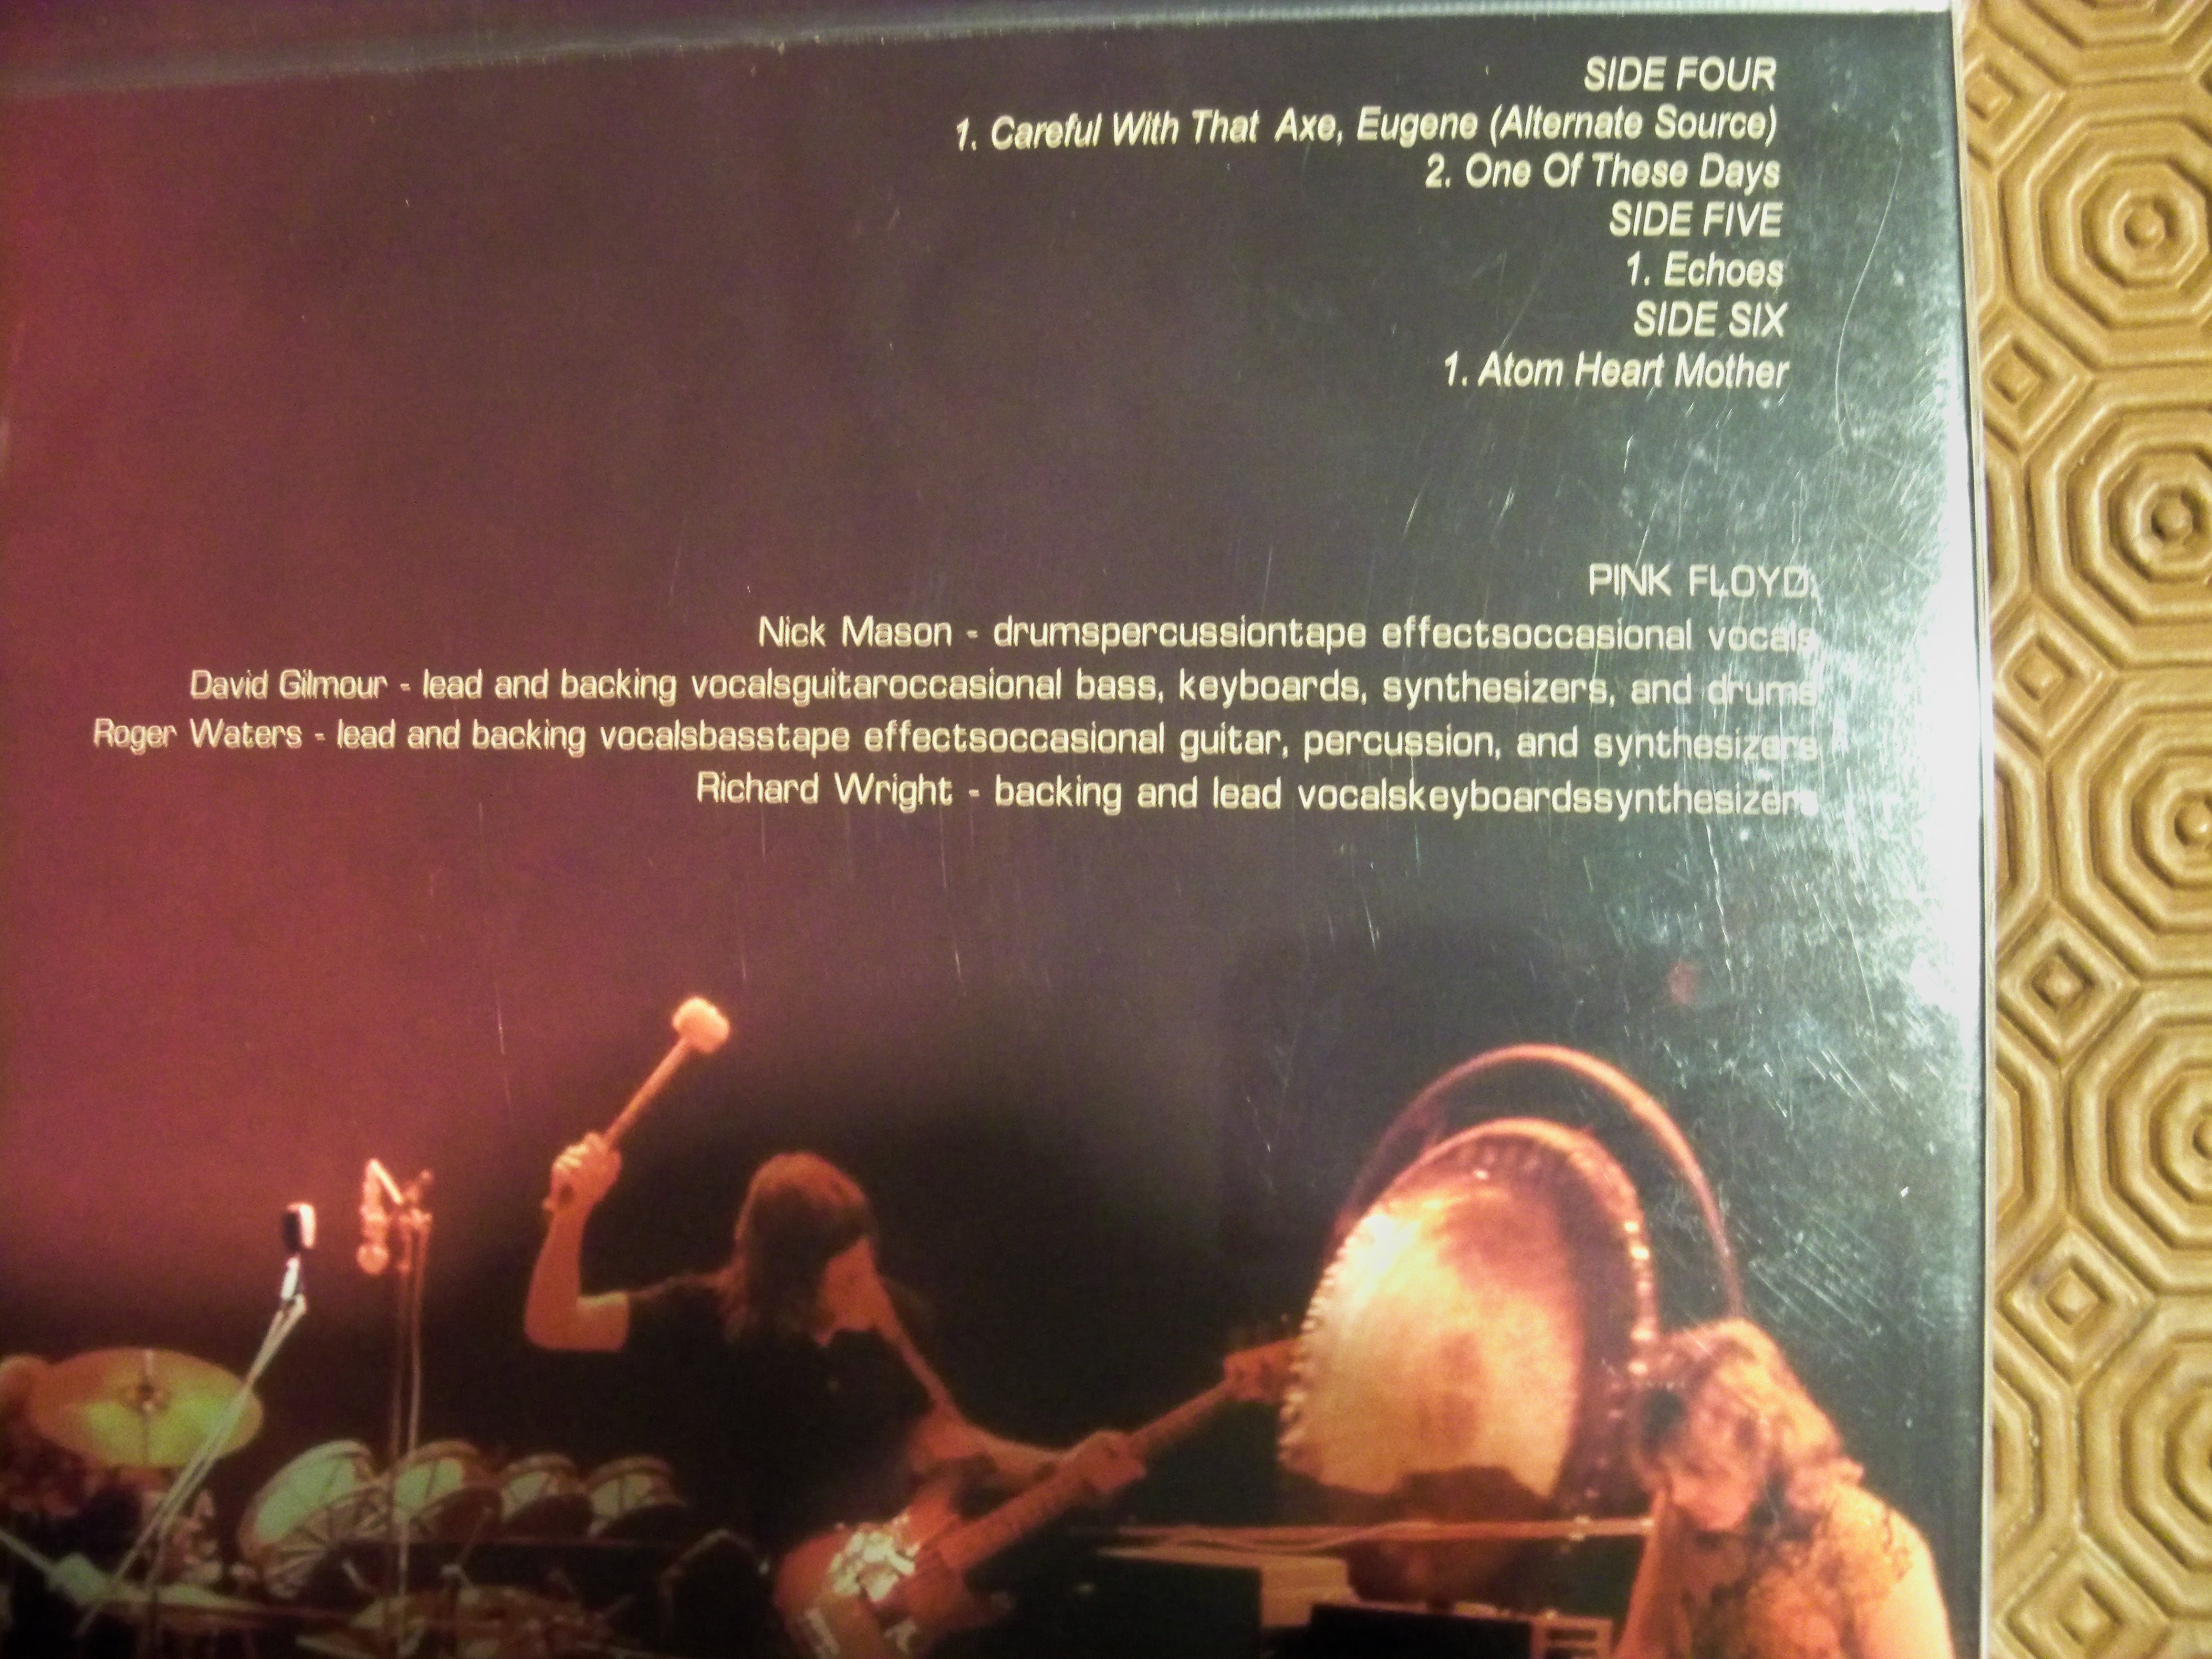 SIDE FOUR
1. Careful With That Axe, Eugene (Alternate Source)
2. One Of These Days
SIDE FIVE
1. Echoes
SIDE SIX
1. Atom Heart Mother
PINK FLOYD:
Nick Mason - drumspercussiontape effectsoccasional vocals
David Gilmour - lead and backing vocalsguitaroccasional bass, keyboards, synthesizers, and drums
Roger Waters - lead and backing vocalsbasstape effectsoccasional guitar, percussion, and synthesizers
Richard Wright - backing and lead vocalskeyboardssynthesizers